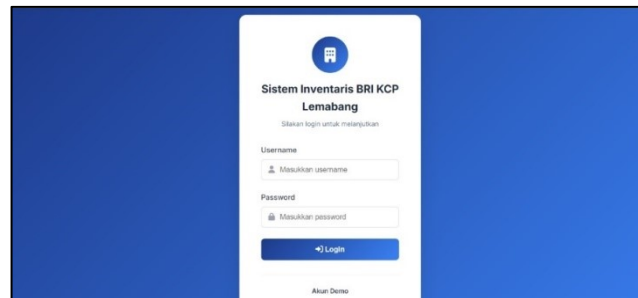 Sistem Inventaris BRI KCP
Lemabang
Silakan login untuk melanjutkan
Username
Masukkan username
Password
Masukkan password
Login
Akun Demo